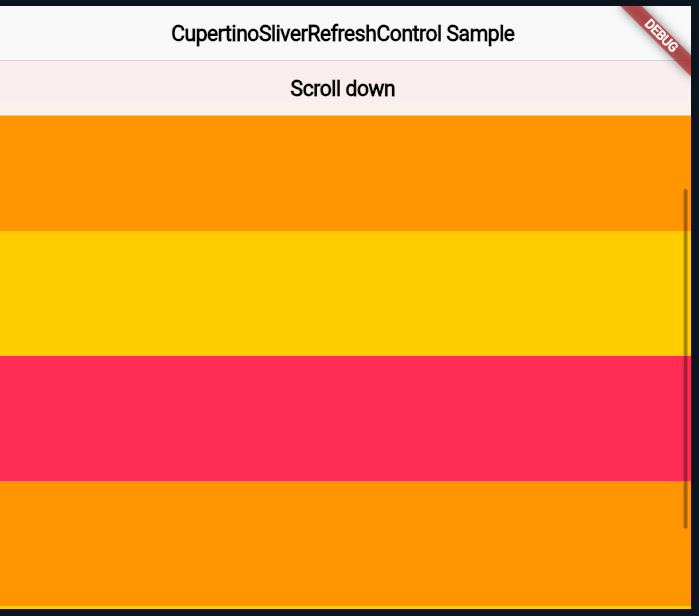 CupertinoSliverRefreshControl Sample
DEBUG
Scroll down